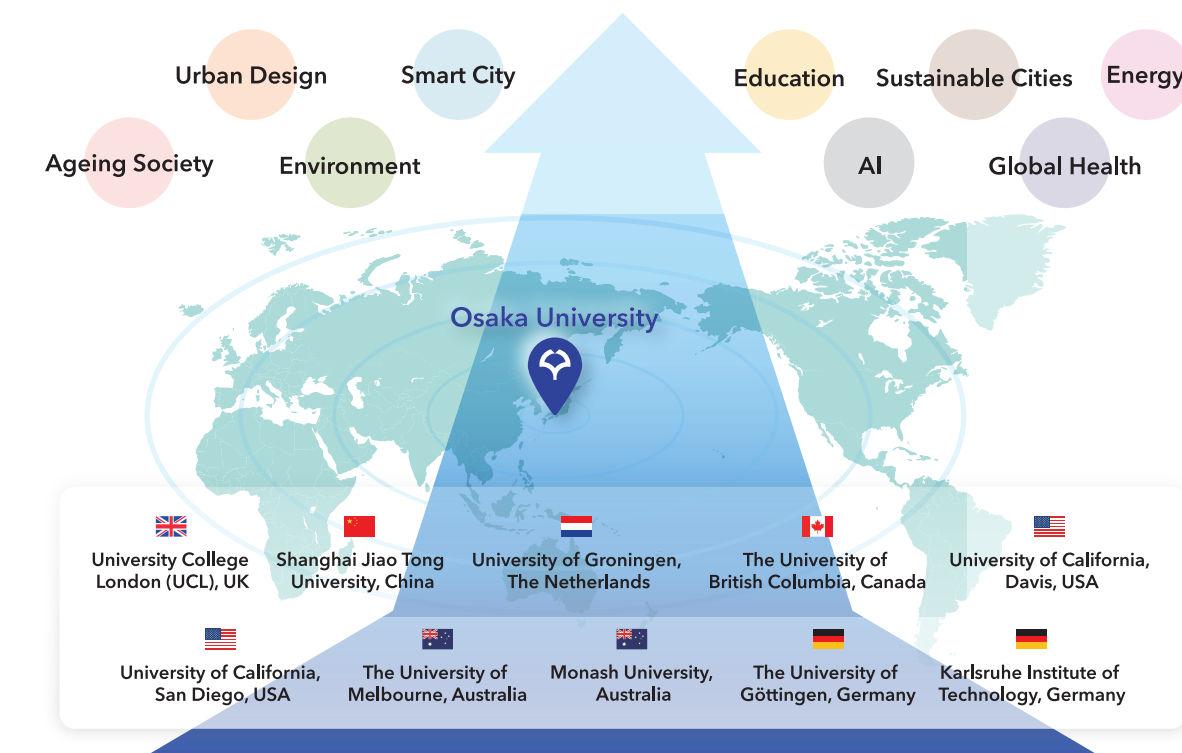 Urban Design
Smart City
Education
Sustainable Cities
Energy
Ageing Society
Environment
AI
Global Health
Osaka University
University College
London (UCL), UK
Shanghai Jiao Tong
University, China
University of Groningen,
The Netherlands
The University of
British Columbia, Canada
University of California,
Davis, USA
University of California,
San Diego, USA
The University of
Melbourne, Australia
Monash University,
Australia
The University of
Göttingen, Germany
Karlsruhe Institute of
Technology, Germany